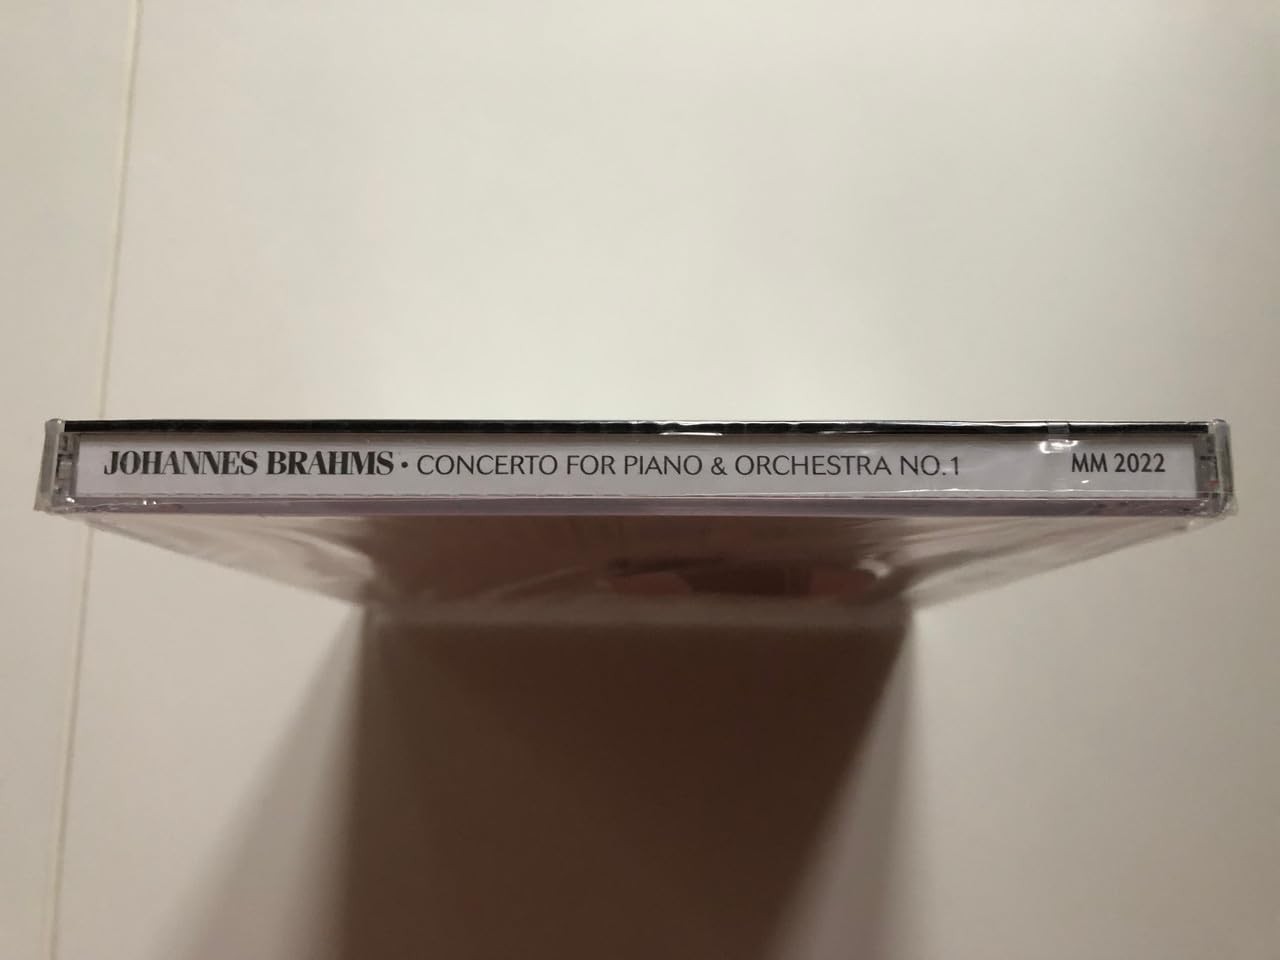 JOHANNES BRAHMS • CONCERTO FOR PIANO & ORCHESTRA NO.1 MM 2022